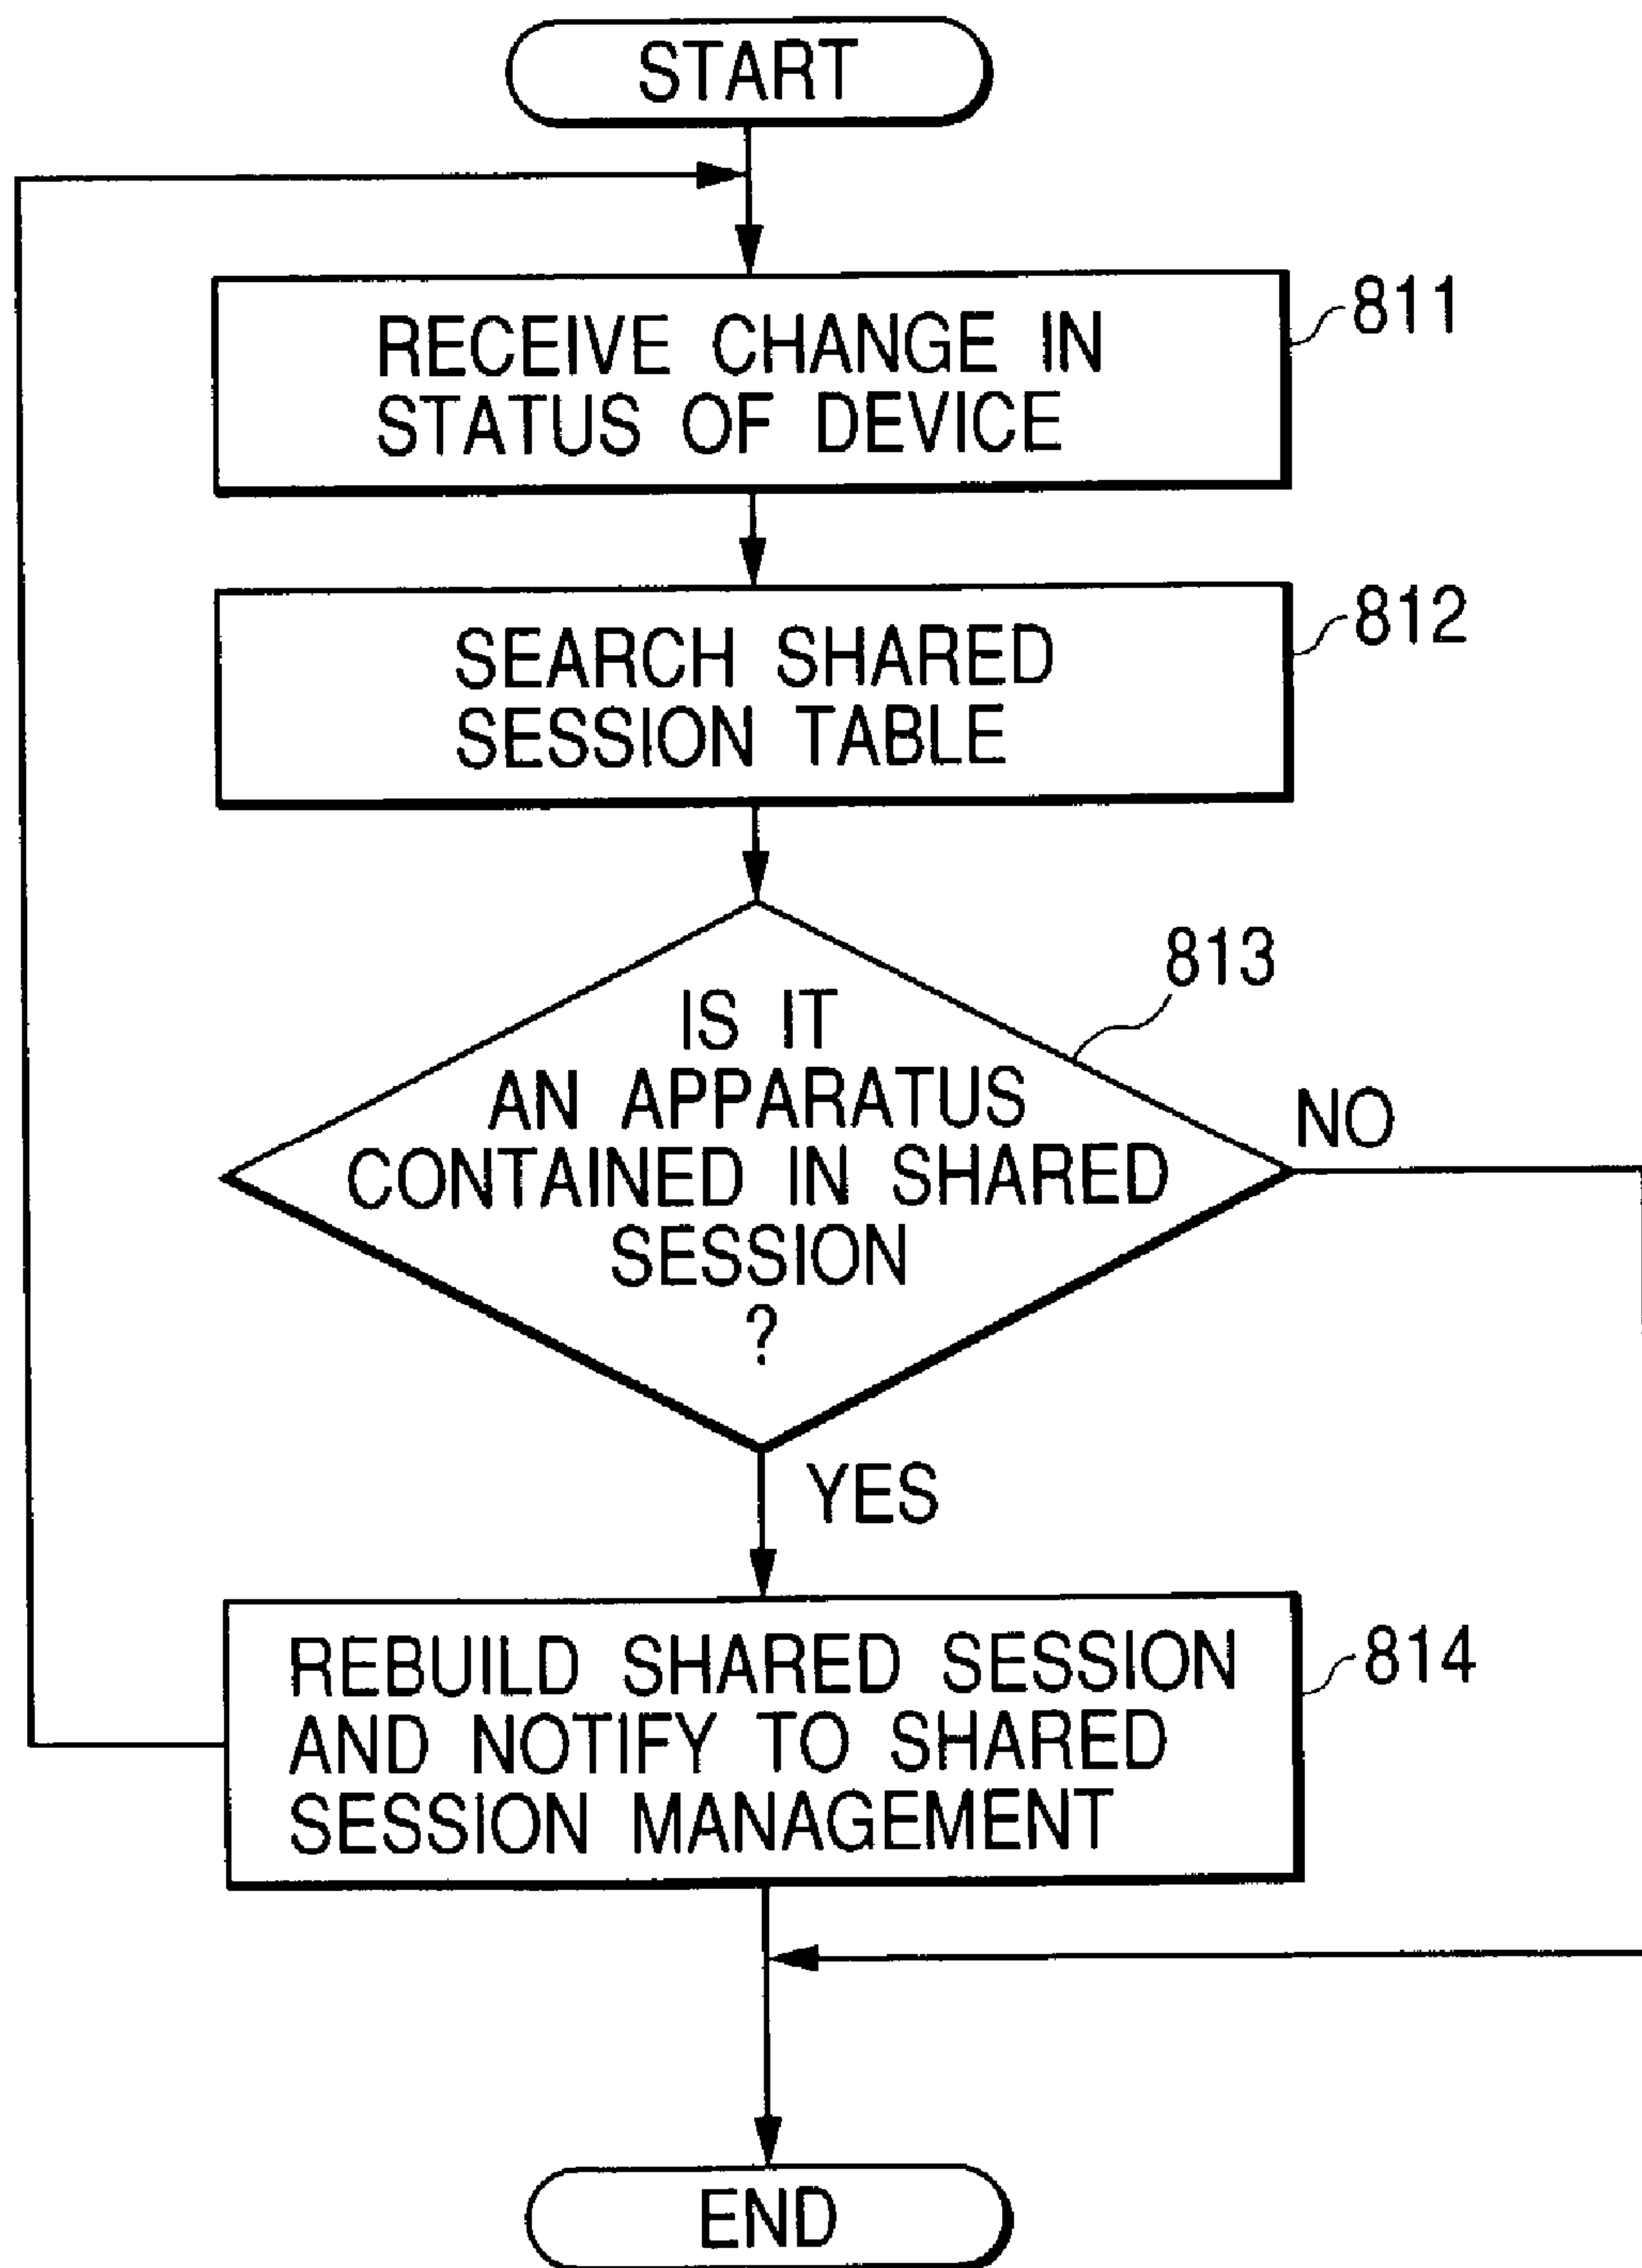 START
RECEIVE CHANGE IN
STATUS OF DEVICE
811
SEARCH SHARED
SESSION TABLE
812
IS IT
AN APPARATUS
CONTAINED IN SHARED
SESSION
?
813
NO
YES
REBUILD SHARED SESSION
AND NOTIFY TO SHARED
SESSION MANAGEMENT
814
END